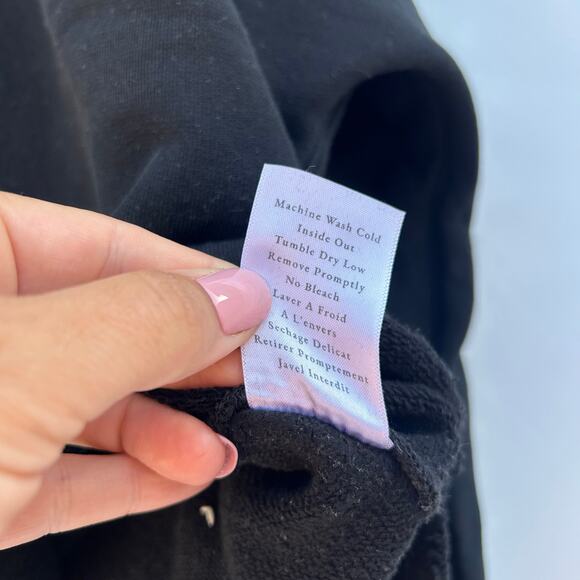 Machine Wash Cold
Inside Out
Tumble Dry Low
Remove Promptly
No Bleach
Laver A Froid
A L'envers
Sechage Delicat
Retirer Promptement
Javel Interdit